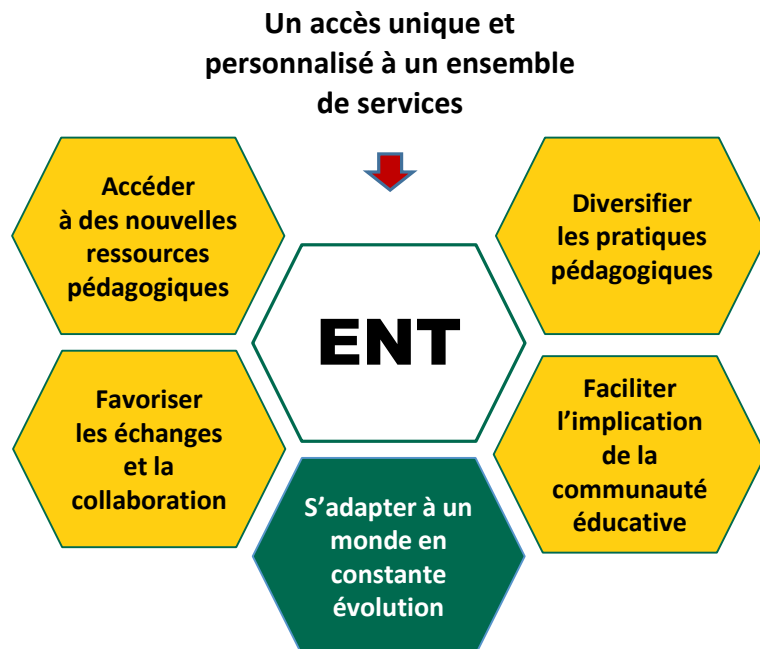 Un accès unique et
personnalisé à un ensemble
de services
Accéder
à des nouvelles
ressources
pédagogiques
Diversifier
les pratiques
pédagogiques
ENT
Favoriser
les échanges
et la
collaboration
Faciliter
l’implication
de la
communauté
éducative
S’adapter à un
monde en
constante
évolution